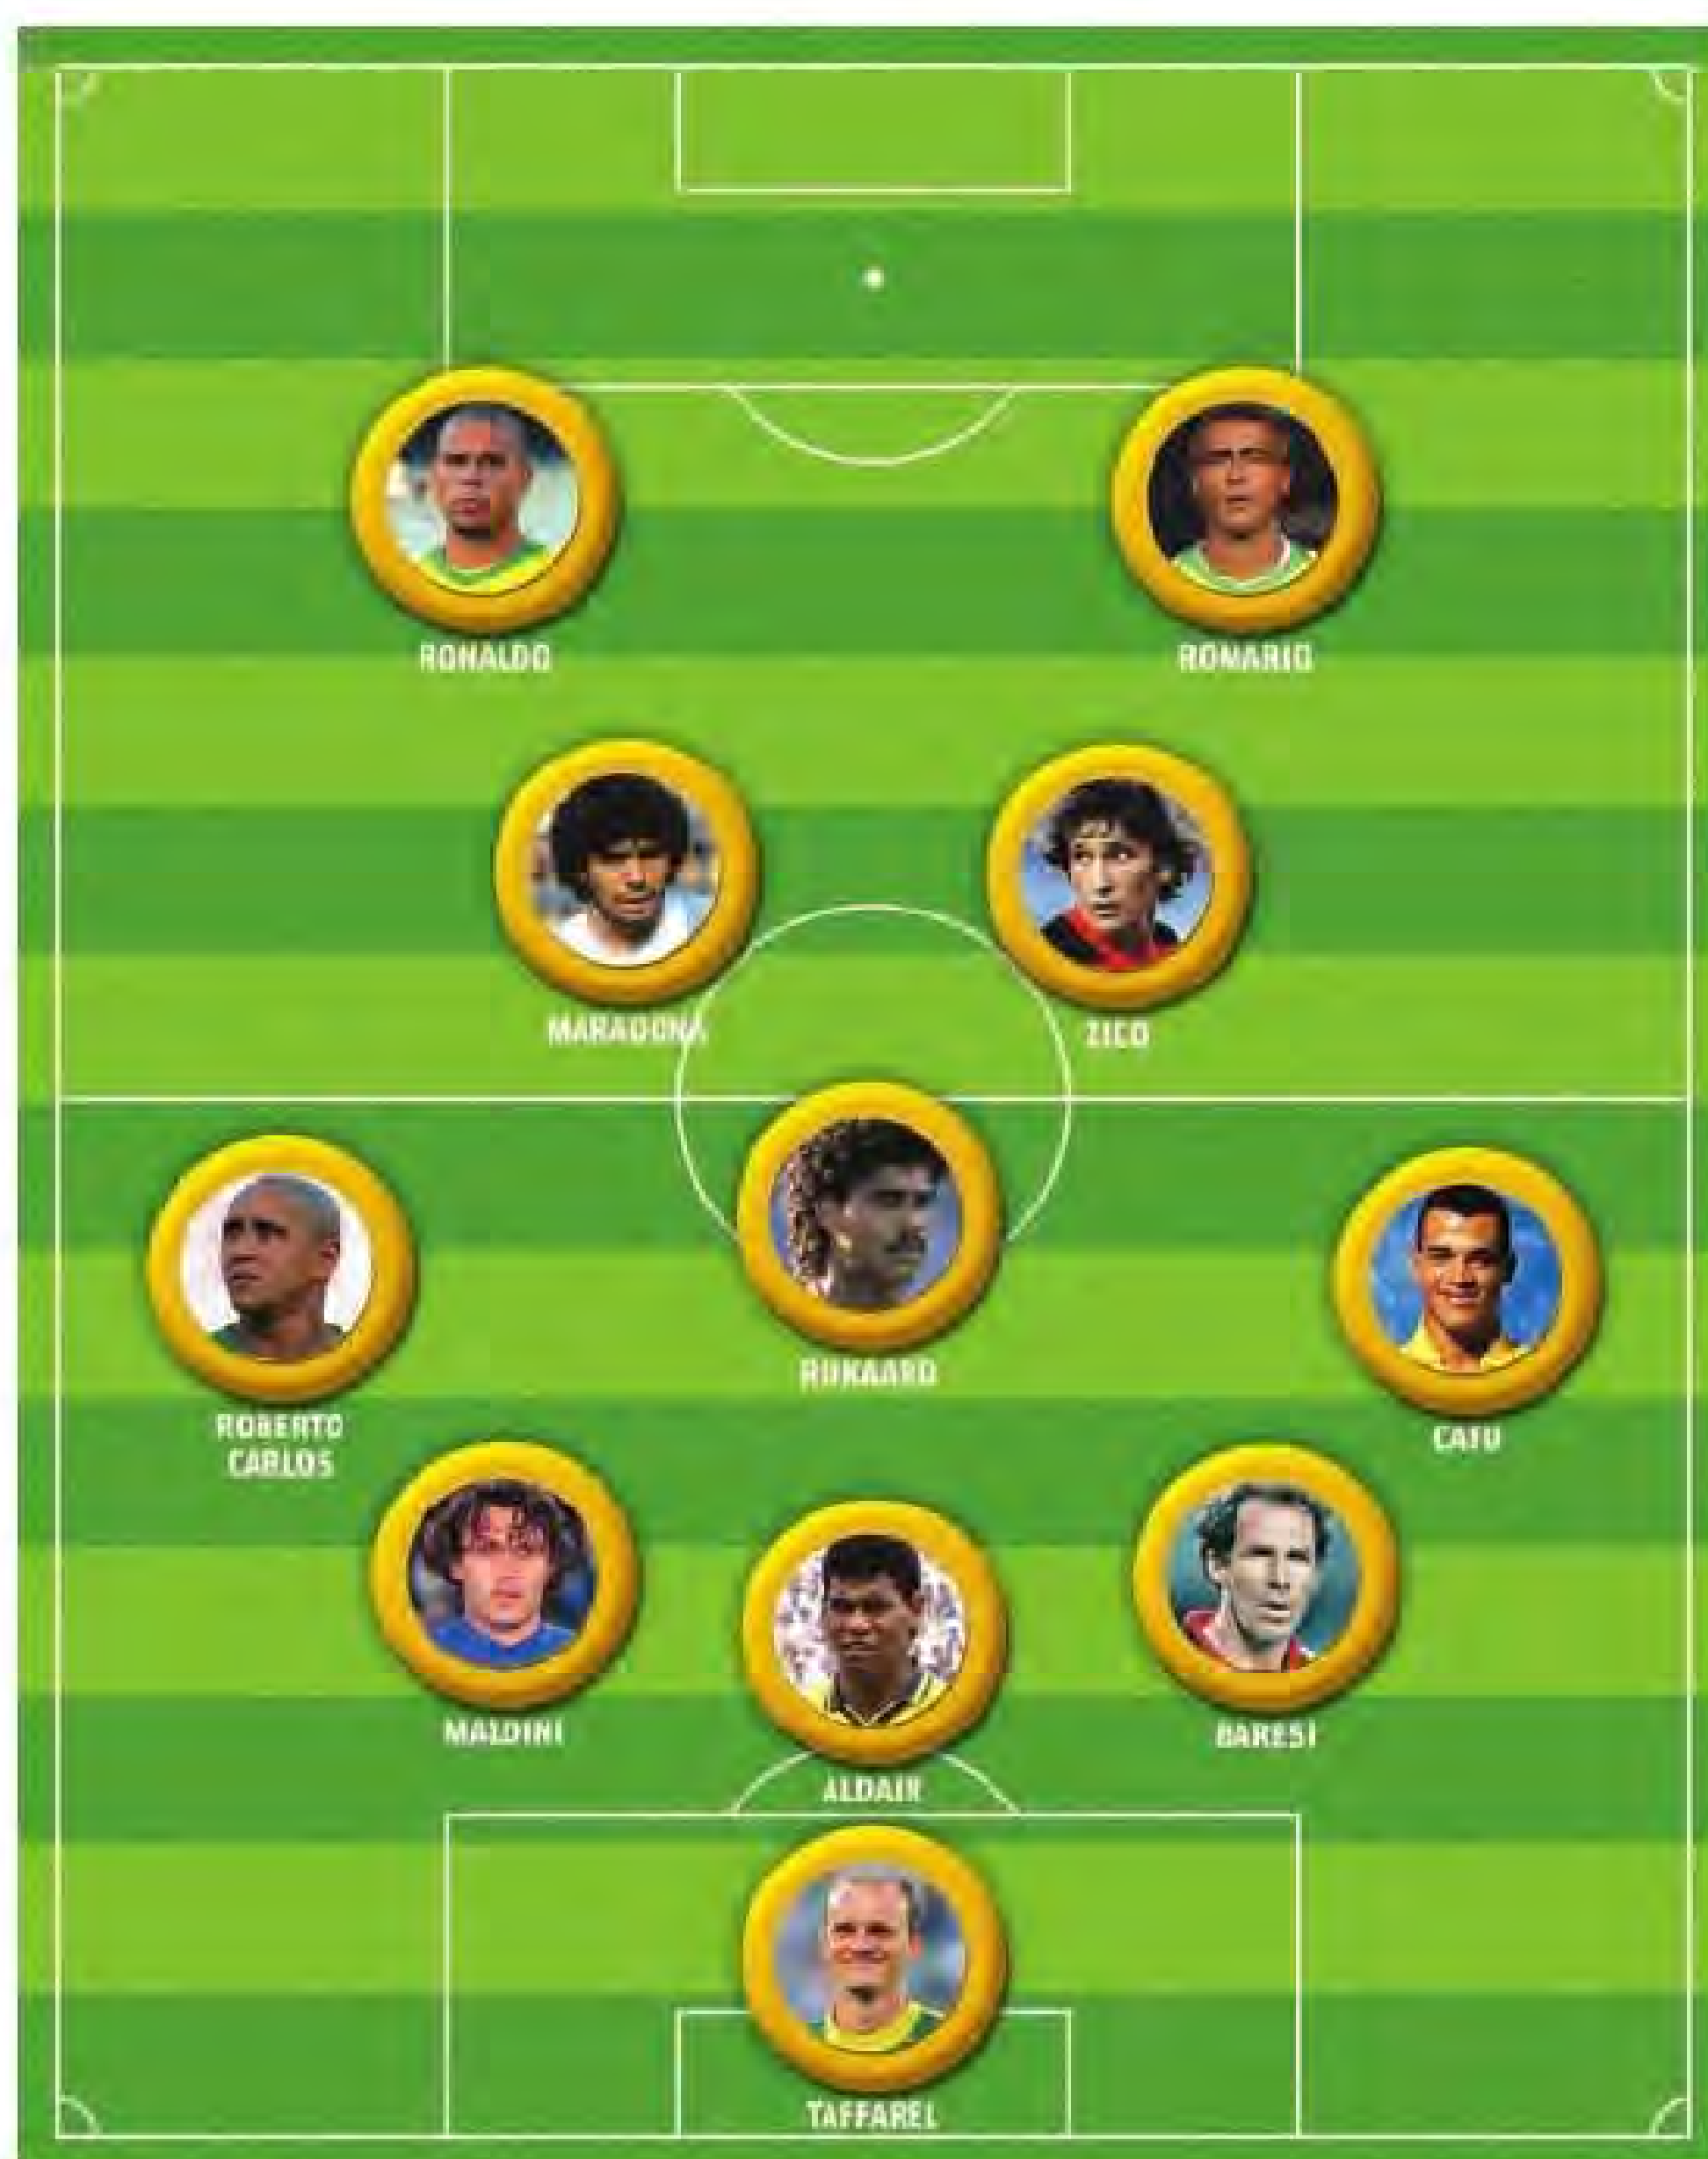 RONALDO
ROMARIO
MARADONA
ZICO
RIJKAARD
ROBERTO
CARLOS
CAFU
MALDINI
BARESI
ALDAIR
TAFFAREL